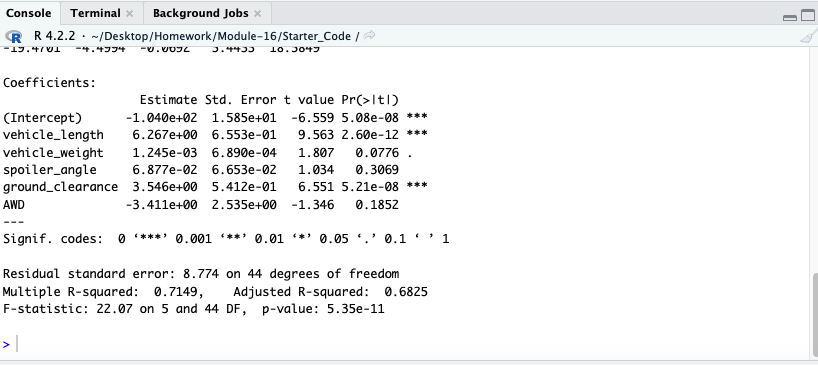 Console Terminal × Background Jobs ×
R 4.2.2 · ~/Desktop/Homework/Module-16/Starter_Code /
-19.4701 -4.4994 -0.0692 5.4433 18.5849
Coefficients:
Estimate Std. Error t value Pr(>|t|)
(Intercept) -1.040e+02 1.585e+01 -6.559 5.08e-08 ***
vehicle_length 6.267e+00 6.553e-01 9.563 2.60e-12 ***
vehicle_weight 1.245e-03 6.890e-04 1.807 0.0776 .
spoiler_angle 6.877e-02 6.653e-02 1.034 0.3069
ground_clearance 3.546e+00 5.412e-01 6.551 5.21e-08 ***
AWD -3.411e+00 2.535e+00 -1.346 0.1852
---
Signif. codes: 0 ‘***’ 0.001 ‘**’ 0.01 ‘*’ 0.05 ‘.’ 0.1 ‘ ’ 1
Residual standard error: 8.774 on 44 degrees of freedom
Multiple R-squared: 0.7149, Adjusted R-squared: 0.6825
F-statistic: 22.07 on 5 and 44 DF, p-value: 5.35e-11
>